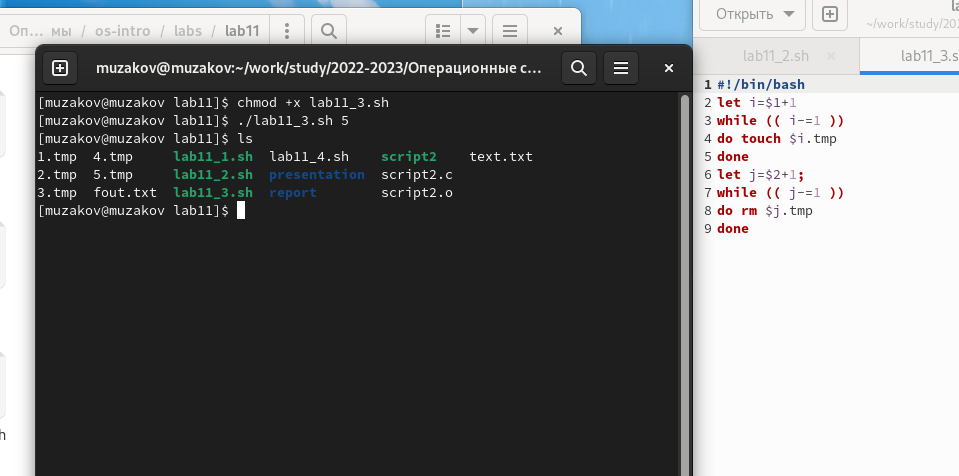 Открыть
Оп… мы / os-intro / labs / lab11
~/work/study/202
lab11_2.sh
lab11_3.s
muzakov@muzakov:~/work/study/2022-2023/Операционные с…
[muzakov@muzakov lab11]$ chmod +x lab11_3.sh
[muzakov@muzakov lab11]$ ./lab11_3.sh 5
[muzakov@muzakov lab11]$ ls
1.tmp 4.tmp lab11_1.sh lab11_4.sh script2 text.txt
2.tmp 5.tmp lab11_2.sh presentation script2.c
3.tmp fout.txt lab11_3.sh report script2.o
[muzakov@muzakov lab11]$
1 #!/bin/bash
2 let i=$1+1
3 while (( i-=1 ))
4 do touch $i.tmp
5 done
6 let j=$2+1;
7 while (( j-=1 ))
8 do rm $j.tmp
9 done